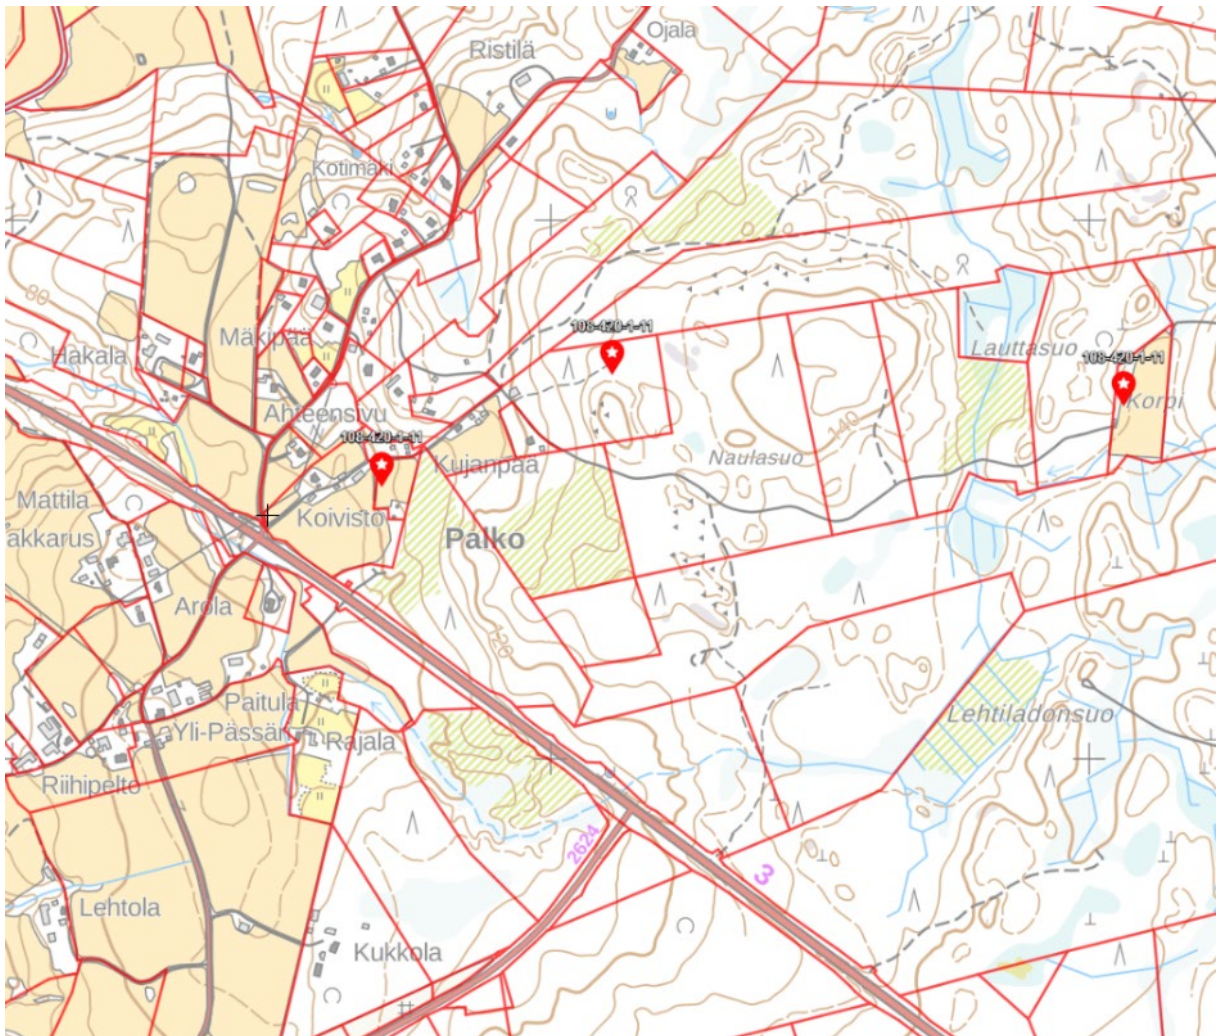 Ojala
Ristilä
Kotimäki
80
Mäkipää
108-420-1-11
Hakala
Lauttasuo
108-420-1-11
Korpi
Ahteensivu
140
108-420-1-11
Kujanpää
Naulasuo
Mattila
Koivisto
akkarus
Palko
Arola
120
Paitula
Lehtiladonsuo
Yli-Pässäri
Rajala
Riihipelto
2624
3
Lehtola
Kukkola